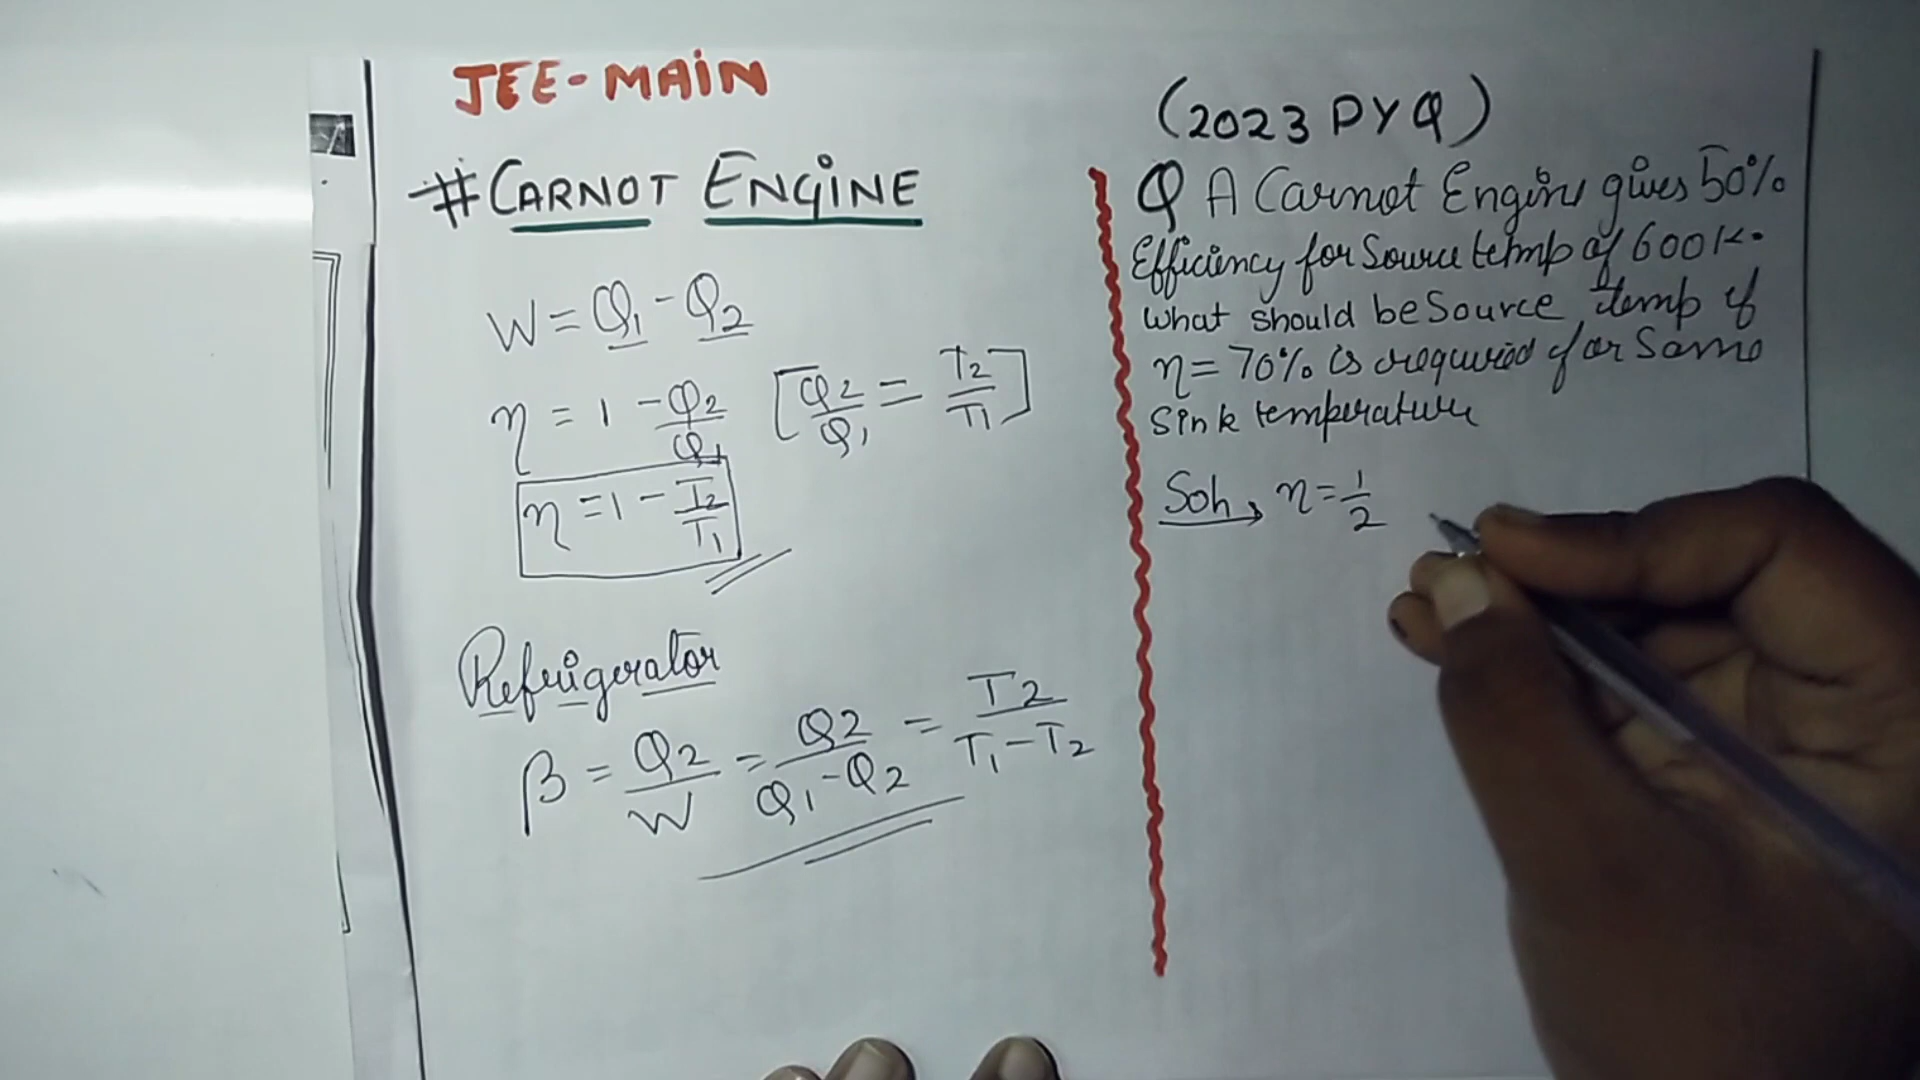 JEE-MAIN
# CARNOT ENGINE
W = Q1 - Q2
η = 1 - Q2/Q1 [Q2/Q1 = T2/T1]
η = 1 - T2/T1
Refrigerator
β = Q2/W = Q2/Q1-Q2 = T2/T1-T2
(2023 PYQ)
Q A Carnot Engine gives 50%
Efficiency for Source temp of 600K.
what should be Source temp if
η = 70% is required for Same
Sink temperature
Soln η = 1/2